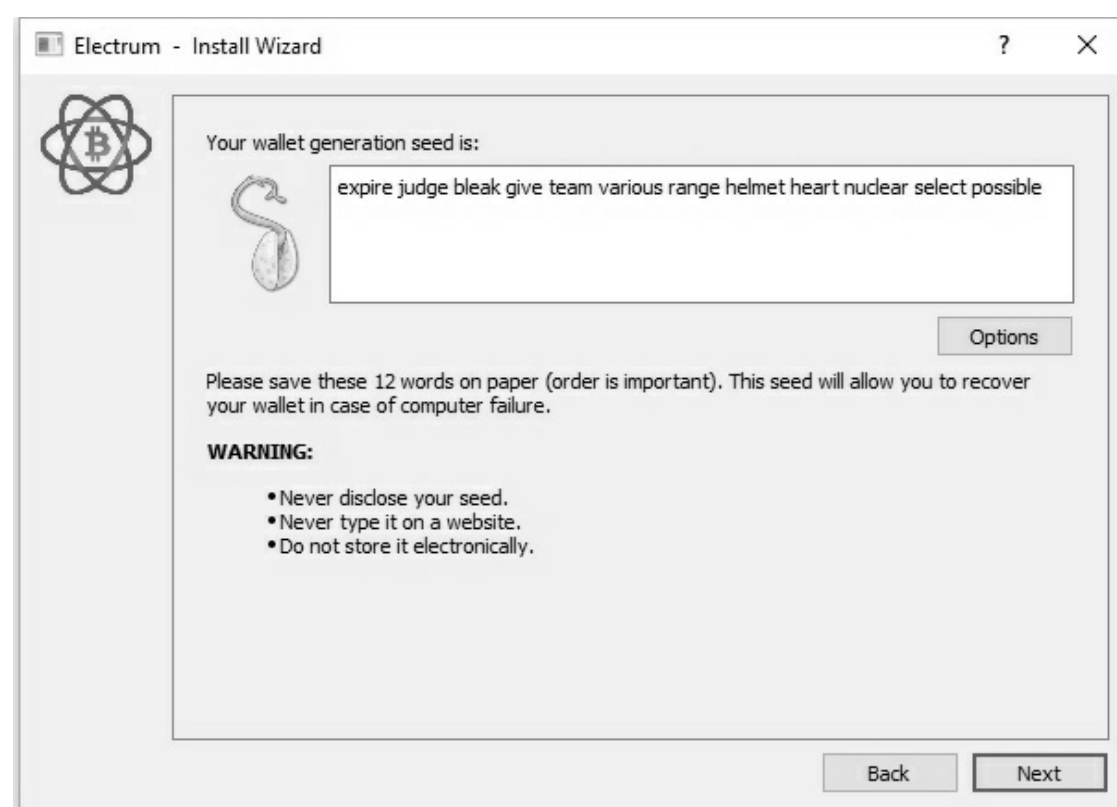 Electrum - Install Wizard
Your wallet generation seed is:
expire judge bleak give team various range helmet heart nuclear select possible
Options
Please save these 12 words on paper (order is important). This seed will allow you to recover
your wallet in case of computer failure.
WARNING:
•Never disclose your seed.
•Never type it on a website.
•Do not store it electronically.
Back Next